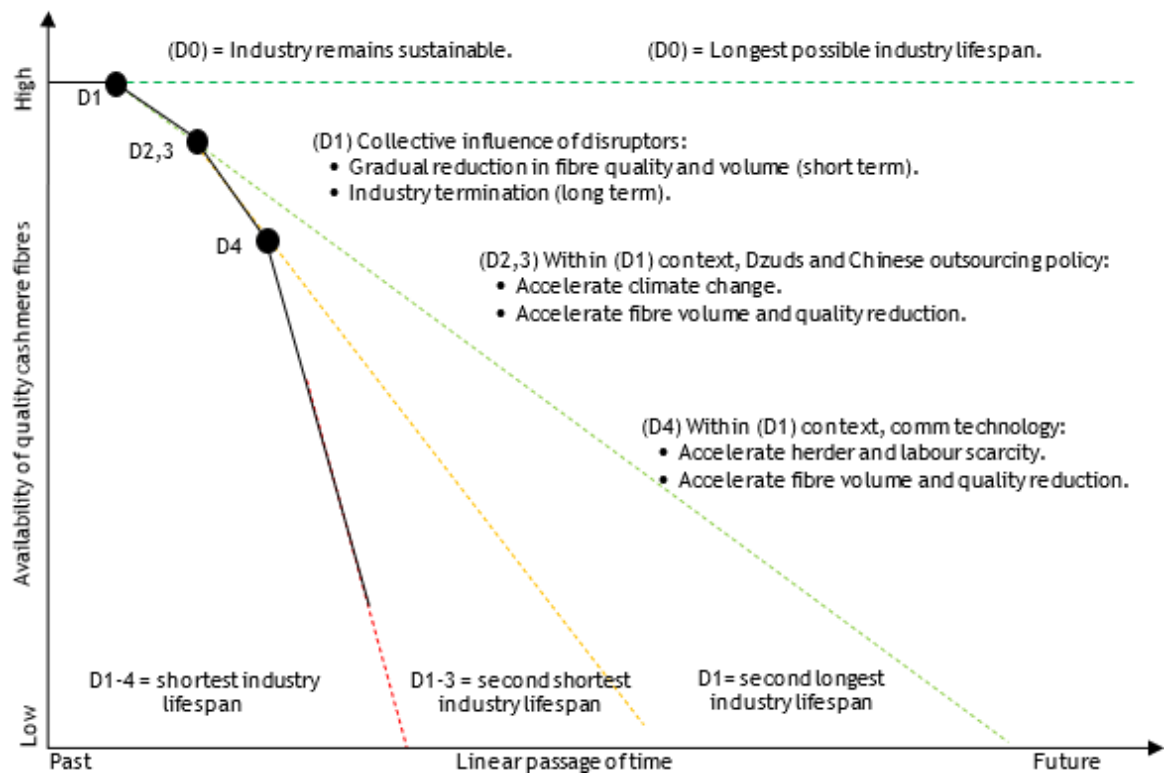 (D0) = Industry remains sustainable.
(D0) = Longest possible industry lifespan.
High
D1
(D1) Collective influence of disruptors:
• Gradual reduction in fibre quality and volume (short term).
• Industry termination (long term).
D2,3
D4
(D2,3) Within (D1) context, Dzuds and Chinese outsourcing policy:
• Accelerate climate change.
• Accelerate fibre volume and quality reduction.
Availability of quality cashmere fibres
(D4) Within (D1) context, comm technology:
• Accelerate herder and labour scarcity.
• Accelerate fibre volume and quality reduction.
D1-4 = shortest industry
lifespan
D1-3 = second shortest
industry lifespan
D1= second longest
industry lifespan
Low
Past
Linear passage of time
Future